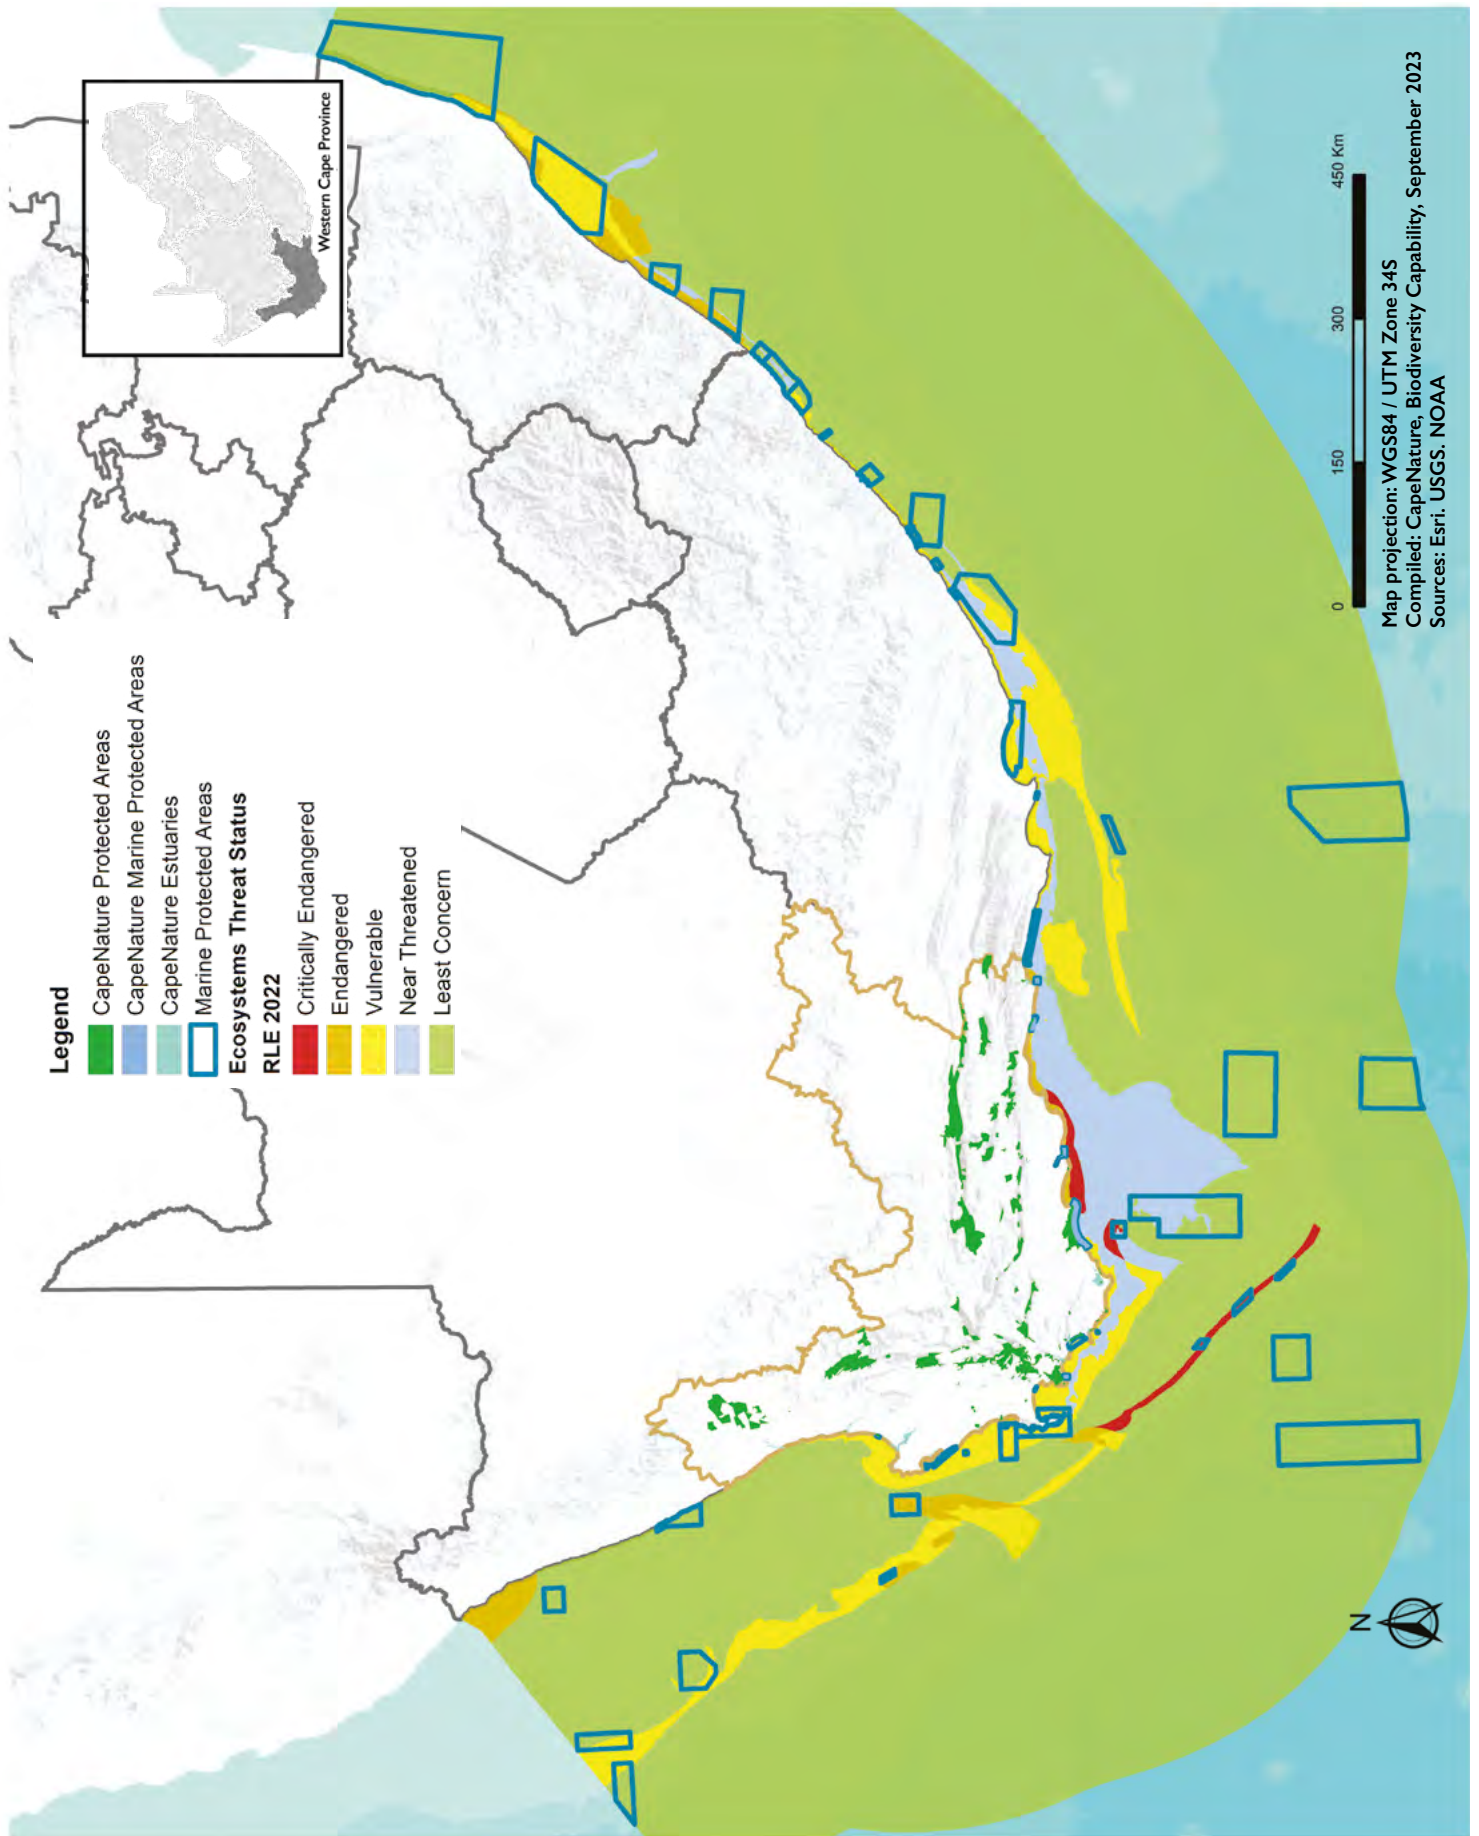 Western Cape Province
Legend
CapeNature Protected Areas
CapeNature Marine Protected Areas
CapeNature Estuaries
Marine Protected Areas
Ecosystems Threat Status
RLE 2022
Critically Endangered
Endangered
Vulnerable
Near Threatened
Least Concern
N
0 150 300 450 Km
Map projection: WGS84 / UTM Zone 34S
Compiled: CapeNature, Biodiversity Capability, September 2023
Sources: Esri. USGS. NOAA